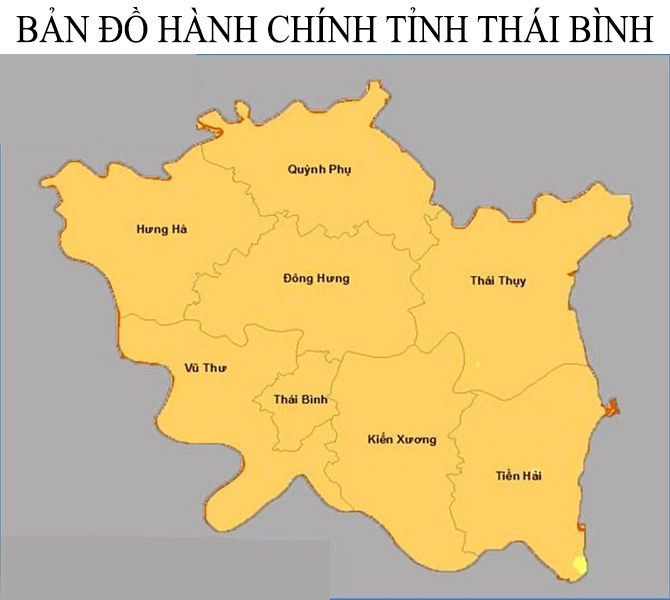 BẢN ĐỒ HÀNH CHÍNH TỈNH THÁI BÌNH
Quỳnh Phụ
Hưng Hà
Đông Hưng
Thái Thụy
Vũ Thư
Thái Bình
Kiến Xương
Tiền Hải